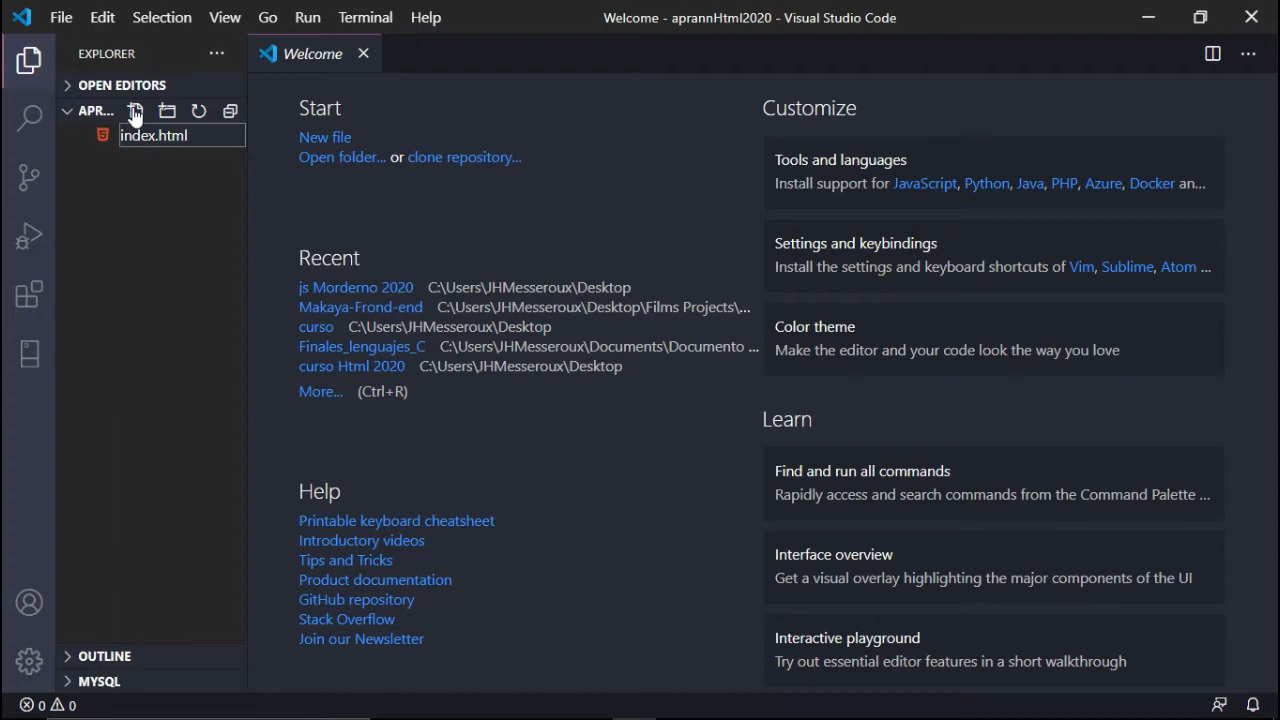 File Edit Selection View Go Run Terminal Help
Welcome - aprannHtml2020 - Visual Studio Code
EXPLORER
OPEN EDITORS
APR...
index.html
OUTLINE
MYSQL
Welcome
Start
New file
Open folder... or clone repository...
Recent
js Morderno 2020 C:\Users\JHMesseroux\Desktop
Makaya-Frond-end C:\Users\JHMesseroux\Desktop\Films Projects\...
curso C:\Users\JHMesseroux\Desktop
Finales_lenguajes_C C:\Users\JHMesseroux\Documents\Documento ...
curso Html 2020 C:\Users\JHMesseroux\Desktop
More... (Ctrl+R)
Help
Printable keyboard cheatsheet
Introductory videos
Tips and Tricks
Product documentation
GitHub repository
Stack Overflow
Join our Newsletter
Customize
Tools and languages
Install support for JavaScript, Python, Java, PHP, Azure, Docker an...
Settings and keybindings
Install the settings and keyboard shortcuts of Vim, Sublime, Atom ...
Color theme
Make the editor and your code look the way you love
Learn
Find and run all commands
Rapidly access and search commands from the Command Palette ...
Interface overview
Get a visual overlay highlighting the major components of the UI
Interactive playground
Try out essential editor features in a short walkthrough
0 0